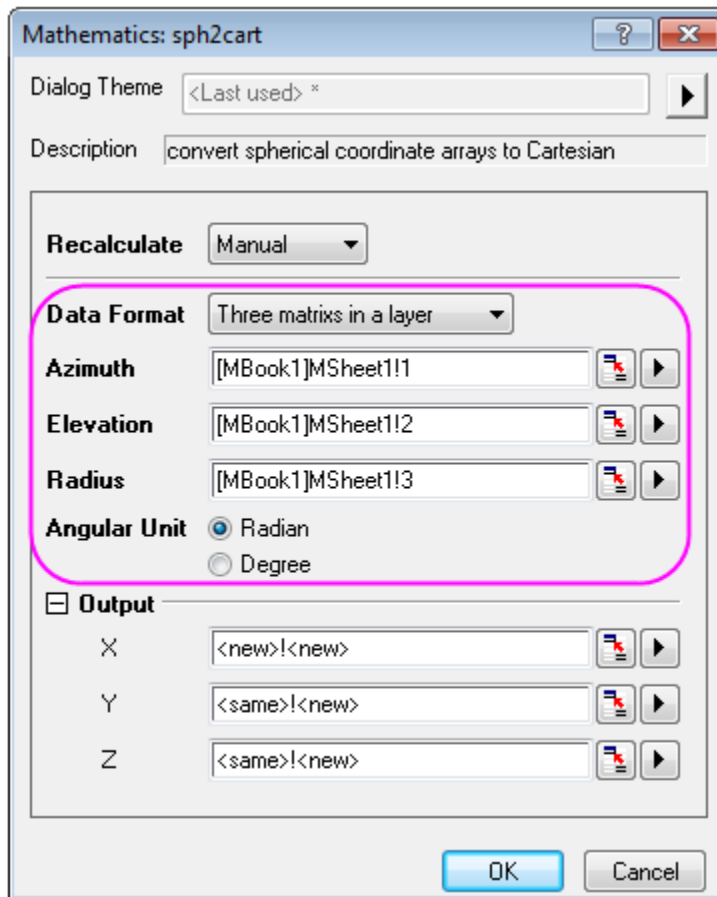 Mathematics: sph2cart
Dialog Theme <Last used> *
Description convert spherical coordinate arrays to Cartesian
Recalculate Manual
Data Format Three matrixs in a layer
Azimuth [MBook1]MSheet1!1
Elevation [MBook1]MSheet1!2
Radius [MBook1]MSheet1!3
Angular Unit Radian
Degree
Output
X <new>!<new>
Y <same>!<new>
Z <same>!<new>
OK Cancel